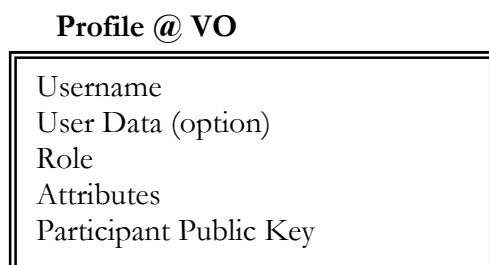 Profile @ VO
Username
User Data (option)
Role
Attributes
Participant Public Key